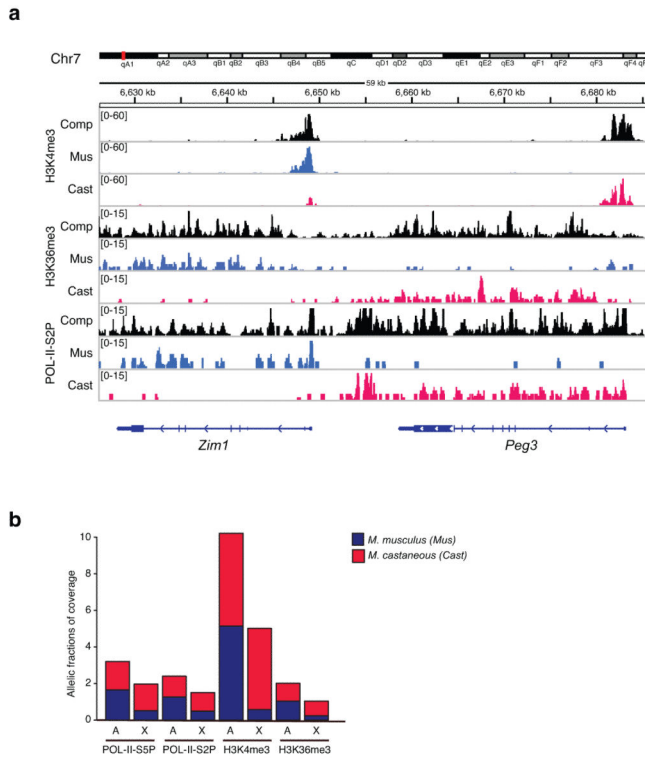 a
Chr7
qA1 qA2 qA3 qB1 qB2 qB3 qB4 qB5 qC qD1 qD2 qD3 qE1 qE2 qE3 qF1 qF2 qF3 qF4
59 kb
6,630 kb 6,640 kb 6,650 kb 6,660 kb 6,670 kb 6,680 kb
H3K4me3
Comp [0-60]
Mus [0-60]
Cast [0-60]
H3K36me3
Comp [0-15]
Mus [0-15]
Cast [0-15]
POL-II-S2P
Comp [0-15]
Mus [0-15]
Cast [0-15]
Zim1 Peg3
b
Allelic fractions of coverage
10
8
6
4
2
0
M. musculus (Mus)
M. castaneous (Cast)
A X A X A X A X
POL-II-S5P POL-II-S2P H3K4me3 H3K36me3